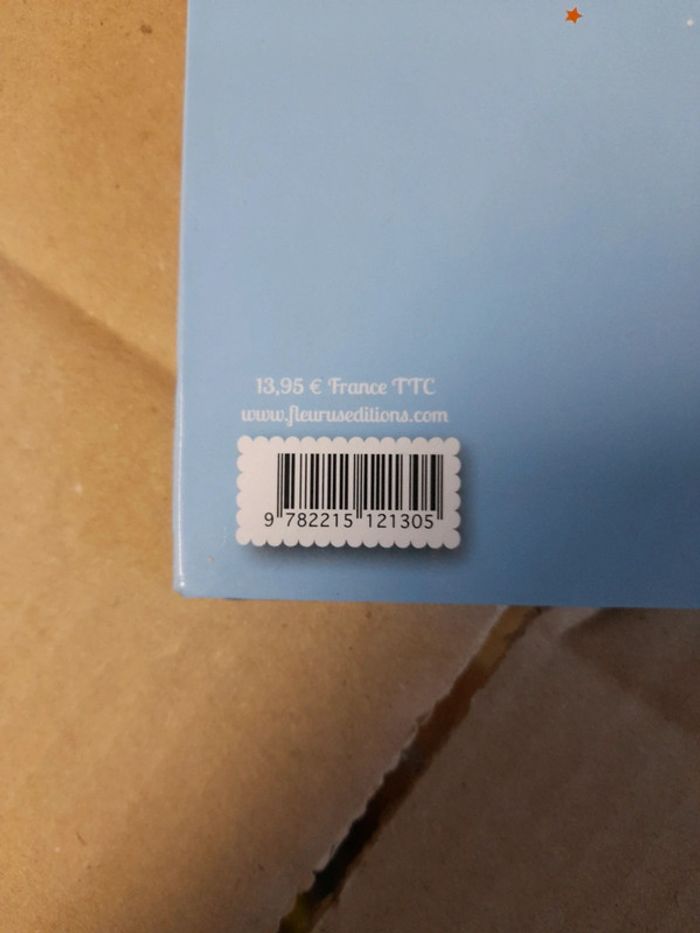 13,95 € France TTC
www.fleuruseditions.com
9 782215 121305